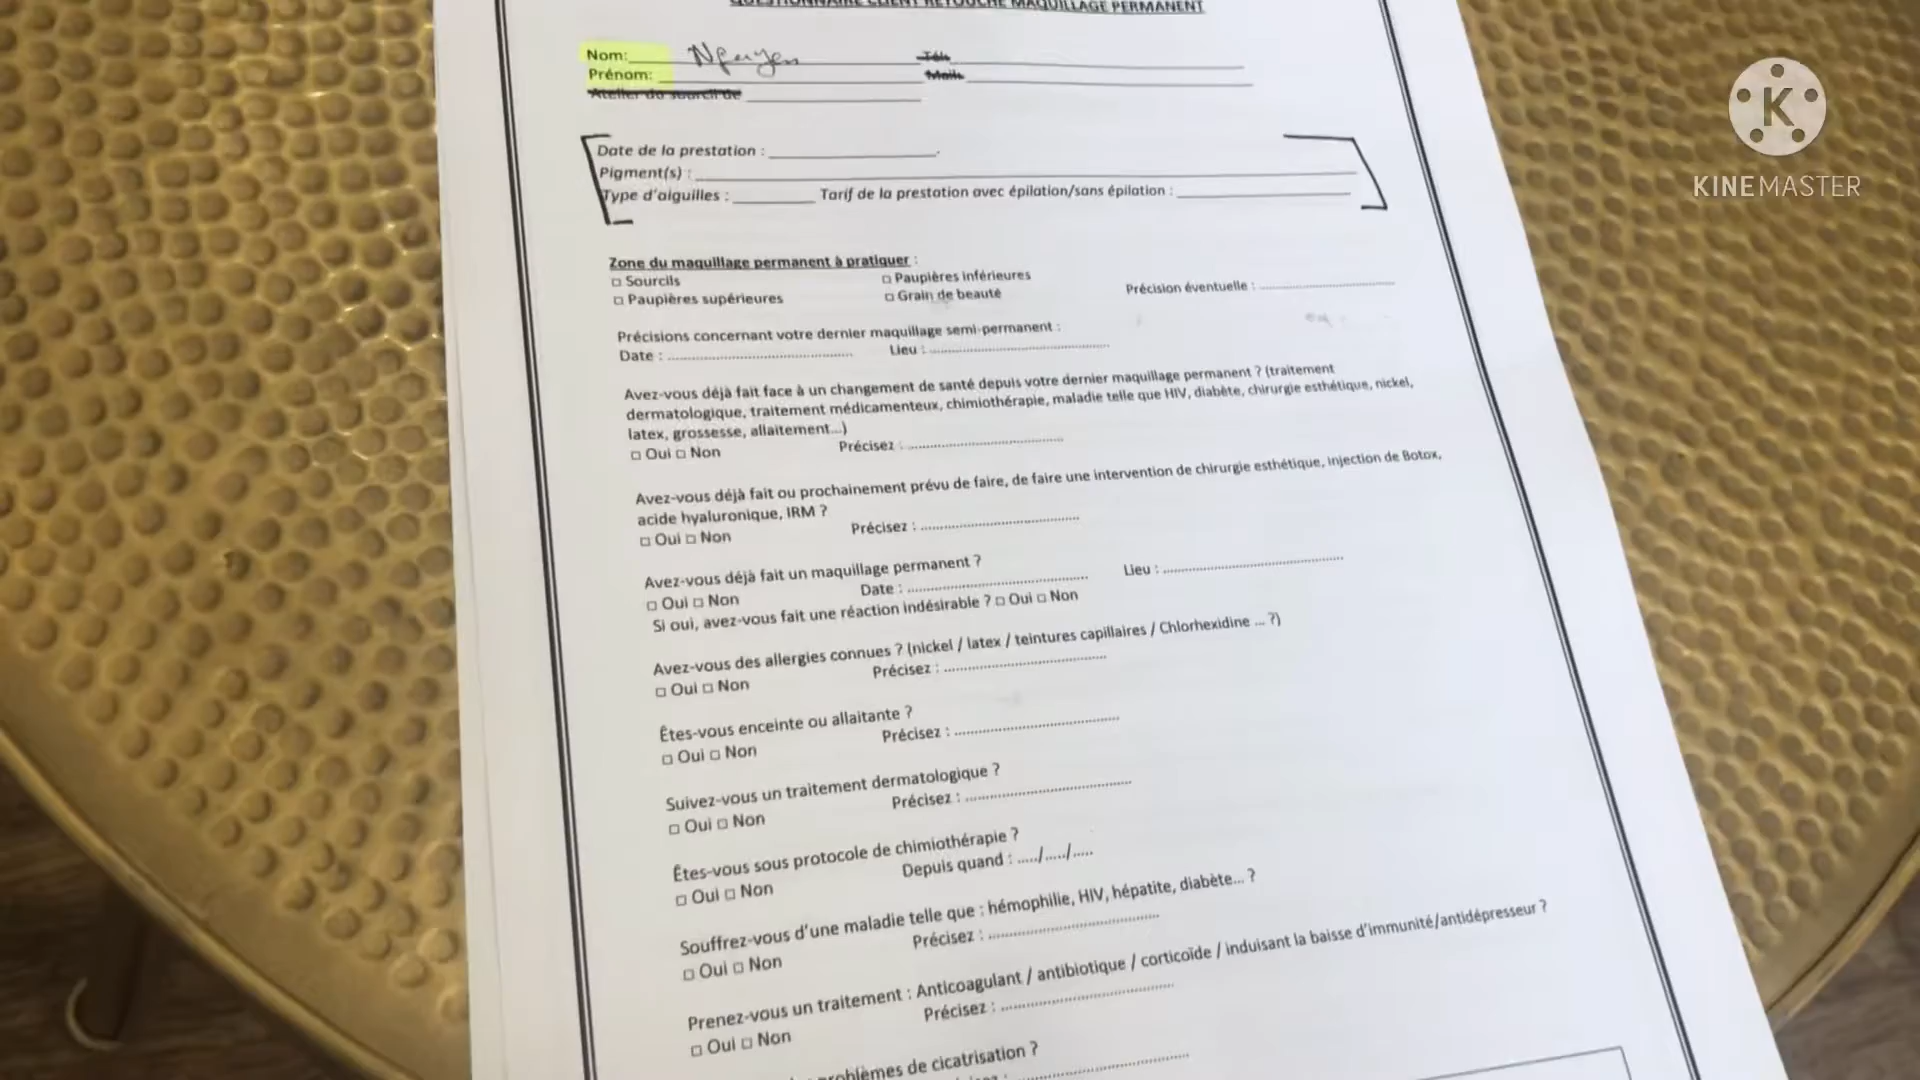 QUESTIONNAIRE CLIENT RETOUCHE MAQUILLAGE PERMANENT
Nom: Nguyen Tél:
Prénom: Mail:
Atelier du sourcil de
Date de la prestation :
Pigment(s) :
Type d'aiguilles : Tarif de la prestation avec épilation/sans épilation :
KINEMASTER
Zone du maquillage permanent à pratiquer :
□ Sourcils □ Paupières inférieures
□ Paupières supérieures □ Grain de beauté Précision éventuelle :
Précisions concernant votre dernier maquillage semi-permanent :
Date : Lieu :
Avez-vous déjà fait face à un changement de santé depuis votre dernier maquillage permanent ? (traitement
dermatologique, traitement médicamenteux, chimiothérapie, maladie telle que HIV, diabète, chirurgie esthétique, nickel,
latex, grossesse, allaitement...)
□ Oui □ Non Précisez :
Avez-vous déjà fait ou prochainement prévu de faire, de faire une intervention de chirurgie esthétique, injection de Botox,
acide hyaluronique, IRM ?
□ Oui □ Non Précisez :
Avez-vous déjà fait un maquillage permanent ?
□ Oui □ Non Date : Lieu :
Si oui, avez-vous fait une réaction indésirable ? □ Oui □ Non
Avez-vous des allergies connues ? (nickel / latex / teintures capillaires / Chlorhexidine ... ?)
□ Oui □ Non Précisez :
Êtes-vous enceinte ou allaitante ?
□ Oui □ Non Précisez :
Suivez-vous un traitement dermatologique ?
□ Oui □ Non Précisez :
Êtes-vous sous protocole de chimiothérapie ?
□ Oui □ Non Depuis quand : ...../...../.....
Souffrez-vous d'une maladie telle que : hémophilie, HIV, hépatite, diabète... ?
□ Oui □ Non Précisez :
Prenez-vous un traitement : Anticoagulant / antibiotique / corticoïde / induisant la baisse d'immunité/antidépresseur ?
□ Oui □ Non Précisez :
problèmes de cicatrisation ?